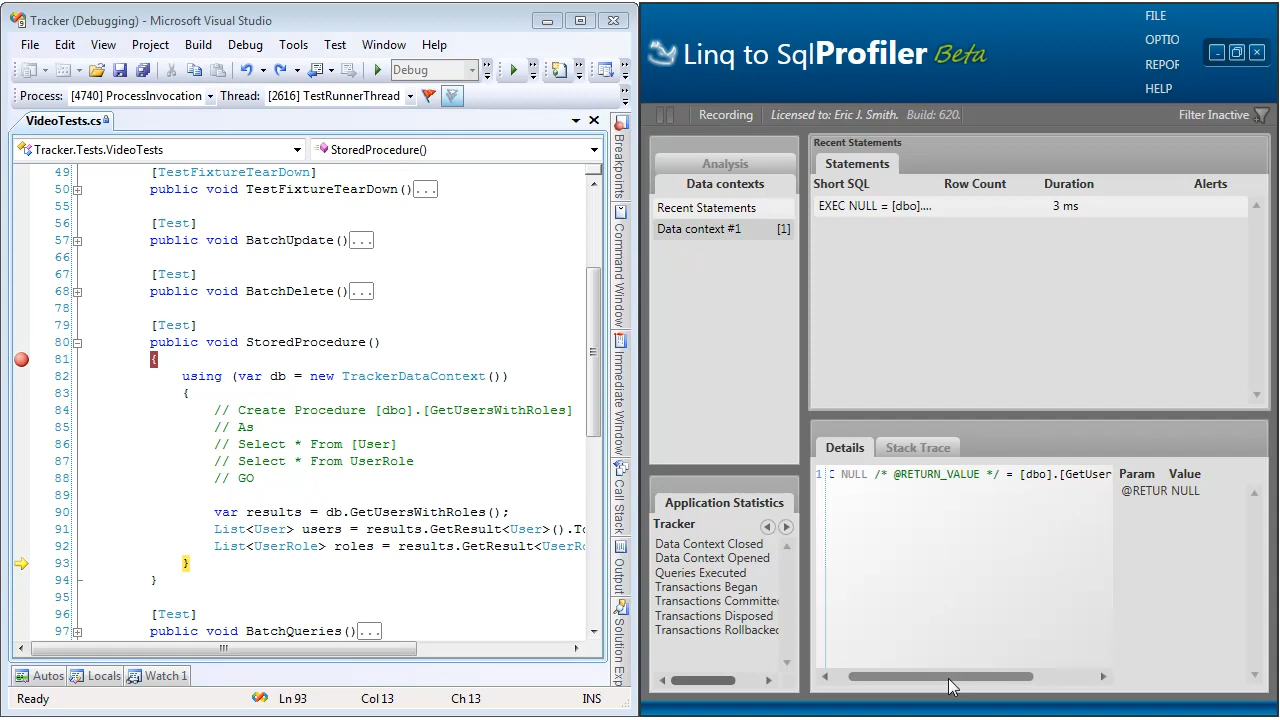 Tracker (Debugging) - Microsoft Visual Studio
File Edit View Project Build Debug Tools Test Window Help
Debug
Process: [4740] ProcessInvocation Thread: [2616] TestRunnerThread
VideoTests.cs
Tracker.Tests.VideoTests StoredProcedure()
49 [TestFixtureTearDown]
50 public void TestFixtureTearDown()...
55
56 [Test]
57 public void BatchUpdate()...
66
67 [Test]
68 public void BatchDelete()...
78
79 [Test]
80 public void StoredProcedure()
81 {
82 using (var db = new TrackerDataContext())
83 {
84 // Create Procedure [dbo].[GetUsersWithRoles]
85 // As
86 // Select * From [User]
87 // Select * From UserRole
88 // GO
89
90 var results = db.GetUsersWithRoles();
91 List<User> users = results.GetResult<User>().To
92 List<UserRole> roles = results.GetResult<UserRo
93 }
94 }
95
96 [Test]
97 public void BatchQueries()...
Breakpoints
Command Window
Immediate Window
Call Stack
Output
Solution Exp
Autos Locals Watch 1
Ready Ln 93 Col 13 Ch 13 INS
Linq to SqlProfiler Beta
FILE
OPTIO
REPOR
HELP
Recording Licensed to: Eric J. Smith. Build: 620. Filter Inactive
Analysis
Data contexts
Recent Statements
Data context #1 [1]
Recent Statements
Statements
Short SQL Row Count Duration Alerts
EXEC NULL = [dbo].... 3 ms
Application Statistics
Tracker
Data Context Closed
Data Context Opened
Queries Executed
Transactions Began
Transactions Committed
Transactions Disposed
Transactions Rollbacked
Details Stack Trace
1 C NULL /* @RETURN_VALUE */ = [dbo].[GetUser
Param Value
@RETUR NULL